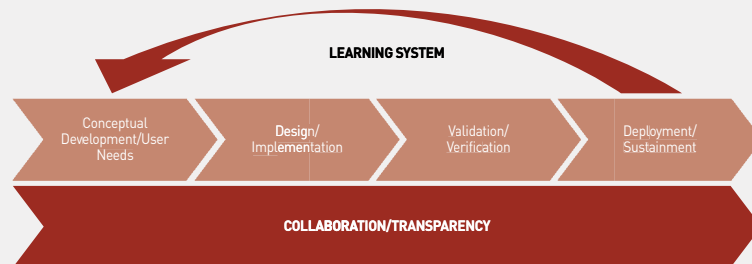 LEARNING SYSTEM
Conceptual
Development/User
Needs
Design/
Implementation
Validation/
Verification
Deployment/
Sustainment
COLLABORATION/TRANSPARENCY